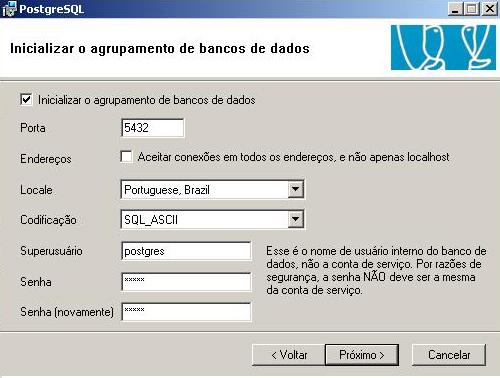 PostgreSQL
Inicializar o agrupamento de bancos de dados
Inicializar o agrupamento de bancos de dados
Porta 5432
Endereços Aceitar conexões em todos os endereços, e não apenas localhost
Locale Portuguese, Brazil
Codificação SQL_ASCII
Superusuário postgres
Senha *****
Senha (novamente) *****
Esse é o nome de usuário interno do banco de
dados, não a conta de serviço. Por razões de
segurança, a senha NÃO deve ser a mesma
da conta de serviço.
< Voltar Próximo > Cancelar